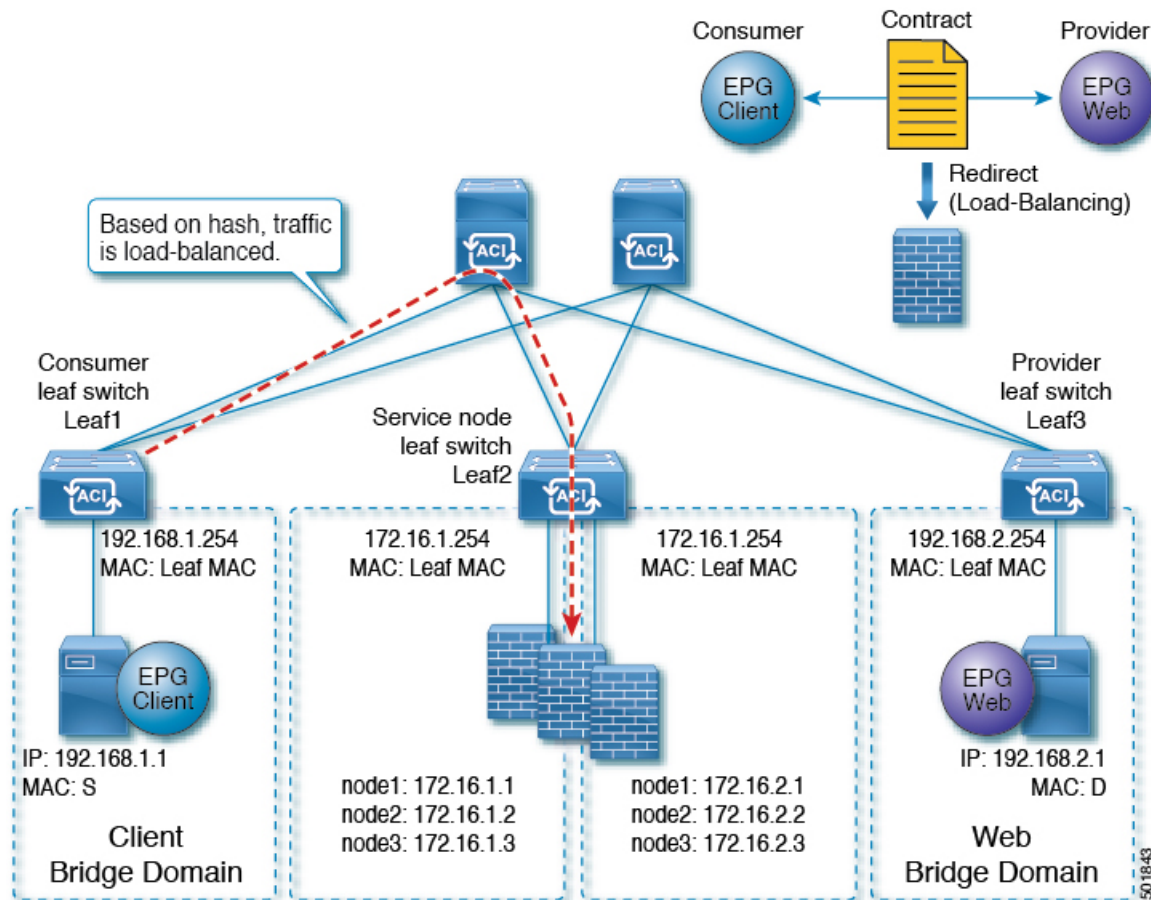 Contract
Consumer
Provider
EPG
Client
EPG
Web
Redirect
(Load-Balancing)
Based on hash, traffic
is load-balanced.
ACI
ACI
Consumer
leaf switch
Leaf1
Service node
leaf switch
Leaf2
Provider
leaf switch
Leaf3
ACI
ACI
ACI
192.168.1.254
MAC: Leaf MAC
172.16.1.254
MAC: Leaf MAC
172.16.1.254
MAC: Leaf MAC
192.168.2.254
MAC: Leaf MAC
EPG
Client
EPG
Web
IP: 192.168.1.1
MAC: S
node1: 172.16.1.1
node2: 172.16.1.2
node3: 172.16.1.3
node1: 172.16.2.1
node2: 172.16.2.2
node3: 172.16.2.3
IP: 192.168.2.1
MAC: D
Client
Bridge Domain
Web
Bridge Domain
501843